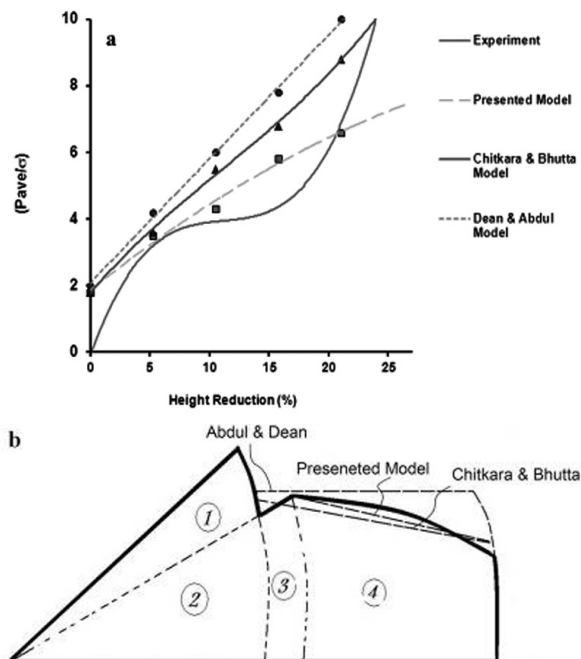 a
10
8
6
4
2
0
(Pave/σ)
0 5 10 15 20 25
Height Reduction (%)
Experiment
Presented Model
Chitkara & Bhutta
Model
Dean & Abdul
Model
b
Abdul & Dean
Preseneted Model
Chitkara & Bhutta
1
2
3
4